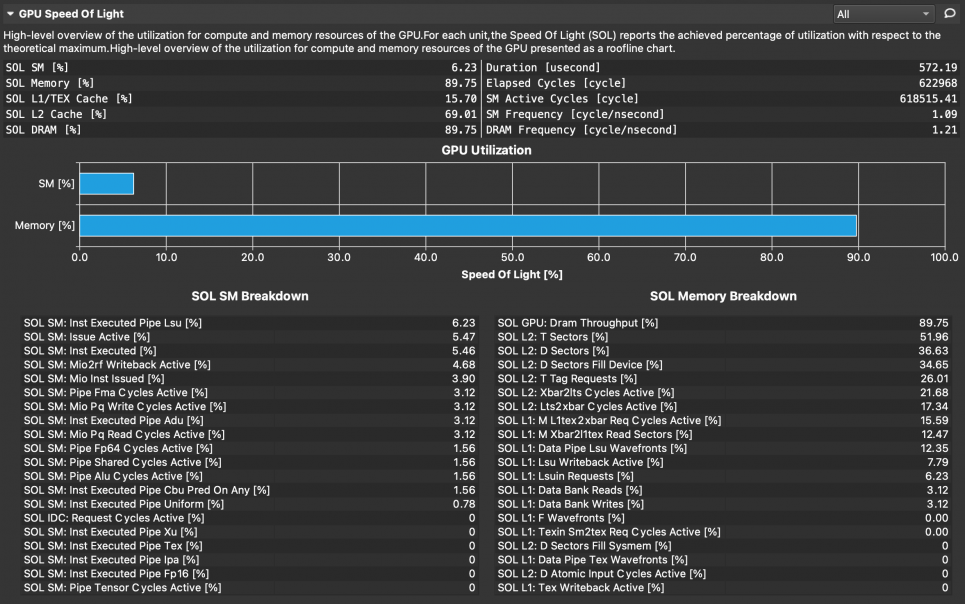 GPU Speed Of Light
All
High-level overview of the utilization for compute and memory resources of the GPU.For each unit,the Speed Of Light (SOL) reports the achieved percentage of utilization with respect to the
theoretical maximum.High-level overview of the utilization for compute and memory resources of the GPU presented as a roofline chart.
SOL SM [%] 6.23 Duration [usecond] 572.19
SOL Memory [%] 89.75 Elapsed Cycles [cycle] 622968
SOL L1/TEX Cache [%] 15.70 SM Active Cycles [cycle] 618515.41
SOL L2 Cache [%] 69.01 SM Frequency [cycle/nsecond] 1.09
SOL DRAM [%] 89.75 DRAM Frequency [cycle/nsecond] 1.21
GPU Utilization
SM [%]
Memory [%]
0.0 10.0 20.0 30.0 40.0 50.0 60.0 70.0 80.0 90.0 100.0
Speed Of Light [%]
SOL SM Breakdown
SOL SM: Inst Executed Pipe Lsu [%] 6.23
SOL SM: Issue Active [%] 5.47
SOL SM: Inst Executed [%] 5.46
SOL SM: Mio2rf Writeback Active [%] 4.68
SOL SM: Mio Inst Issued [%] 3.90
SOL SM: Pipe Fma Cycles Active [%] 3.12
SOL SM: Mio Pq Write Cycles Active [%] 3.12
SOL SM: Inst Executed Pipe Adu [%] 3.12
SOL SM: Mio Pq Read Cycles Active [%] 3.12
SOL SM: Pipe Fp64 Cycles Active [%] 1.56
SOL SM: Pipe Shared Cycles Active [%] 1.56
SOL SM: Pipe Alu Cycles Active [%] 1.56
SOL SM: Inst Executed Pipe Cbu Pred On Any [%] 1.56
SOL SM: Inst Executed Pipe Uniform [%] 0.78
SOL IDC: Request Cycles Active [%] 0
SOL SM: Inst Executed Pipe Xu [%] 0
SOL SM: Inst Executed Pipe Tex [%] 0
SOL SM: Inst Executed Pipe Ipa [%] 0
SOL SM: Inst Executed Pipe Fp16 [%] 0
SOL SM: Pipe Tensor Cycles Active [%] 0
SOL Memory Breakdown
SOL GPU: Dram Throughput [%] 89.75
SOL L2: T Sectors [%] 51.96
SOL L2: D Sectors [%] 36.63
SOL L2: D Sectors Fill Device [%] 34.65
SOL L2: T Tag Requests [%] 26.01
SOL L2: Xbar2lts Cycles Active [%] 21.68
SOL L2: Lts2xbar Cycles Active [%] 17.34
SOL L1: M L1tex2xbar Req Cycles Active [%] 15.59
SOL L1: M Xbar2l1tex Read Sectors [%] 12.47
SOL L1: Data Pipe Lsu Wavefronts [%] 12.35
SOL L1: Lsu Writeback Active [%] 7.79
SOL L1: Lsuin Requests [%] 6.23
SOL L1: Data Bank Reads [%] 3.12
SOL L1: Data Bank Writes [%] 3.12
SOL L1: F Wavefronts [%] 0.00
SOL L1: Texin Sm2tex Req Cycles Active [%] 0.00
SOL L2: D Sectors Fill Sysmem [%] 0
SOL L1: Data Pipe Tex Wavefronts [%] 0
SOL L2: D Atomic Input Cycles Active [%] 0
SOL L1: Tex Writeback Active [%] 0